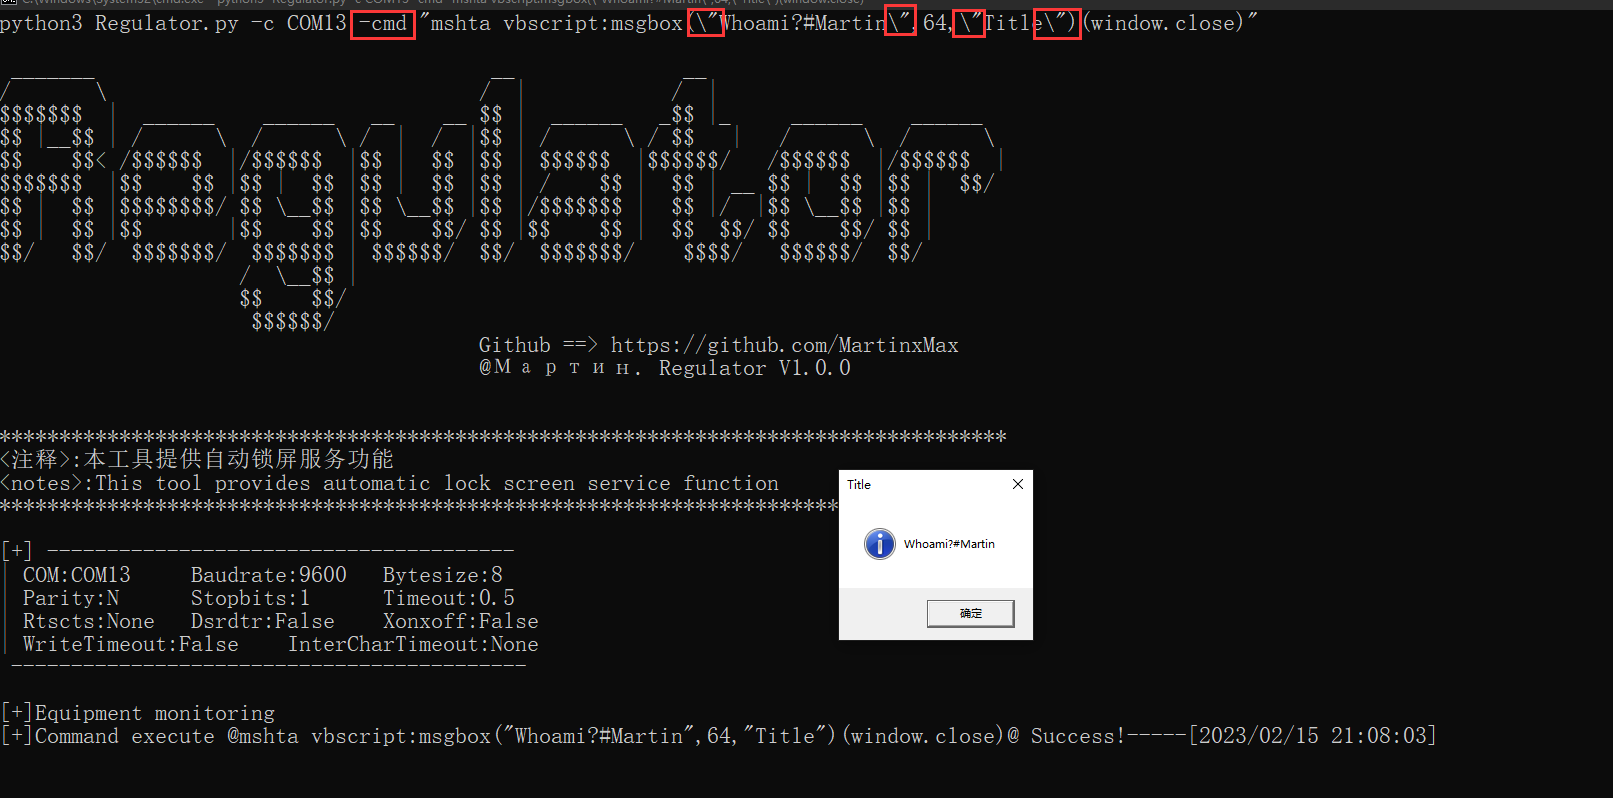 python3 Regulator.py -c COM13 -cmd "mshta vbscript:msgbox(\"Whoami?#Martin\",64,\"Title\")(window.close)"
Regulator
Github ==> https://github.com/MartinxMax
@Мартин. Regulator V1.0.0
************************************************************************************
<注释>:本工具提供自动锁屏服务功能
<notes>:This tool provides automatic lock screen service function
**********************************************************************
Title
Whoami?#Martin
确定
[+] ---------------------------------------
| COM:COM13     Baudrate:9600   Bytesize:8
| Parity:N      Stopbits:1      Timeout:0.5
| Rtscts:None   Dsrdtr:False    Xonxoff:False
| WriteTimeout:False    InterCharTimeout:None
-------------------------------------------
[+]Equipment monitoring
[+]Command execute @mshta vbscript:msgbox("Whoami?#Martin",64,"Title")(window.close)@ Success!-----[2023/02/15 21:08:03]